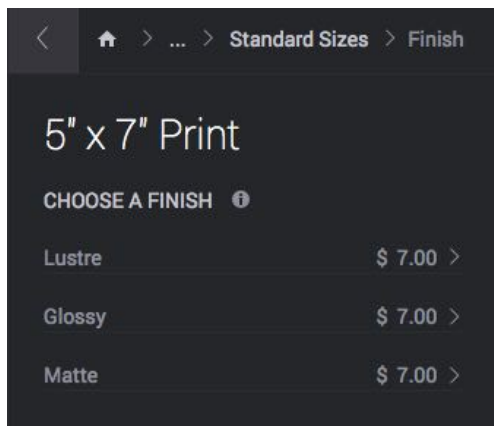 ... Standard Sizes Finish
5" x 7" Print
CHOOSE A FINISH
Lustre $ 7.00
Glossy $ 7.00
Matte $ 7.00